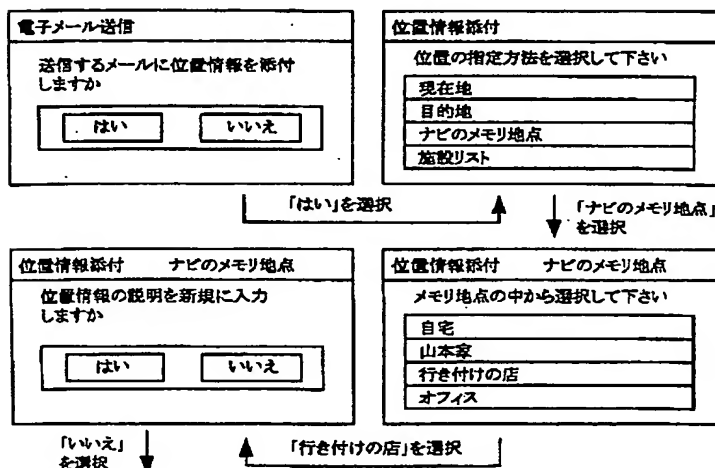 電子メール送信
送信するメールに位置情報を添付
しますか
はい
いいえ
位置情報添付
位置の指定方法を選択して下さい
現在地
目的地
ナビのメモリ地点
施設リスト
「はい」を選択
「ナビのメモリ地点」
を選択
位置情報添付 ナビのメモリ地点
位置情報の説明を新規に入力
しますか
はい
いいえ
位置情報添付 ナビのメモリ地点
メモリ地点の中から選択して下さい
自宅
山本家
行き付けの店
オフィス
「いいえ」
を選択
「行き付けの店」を選択